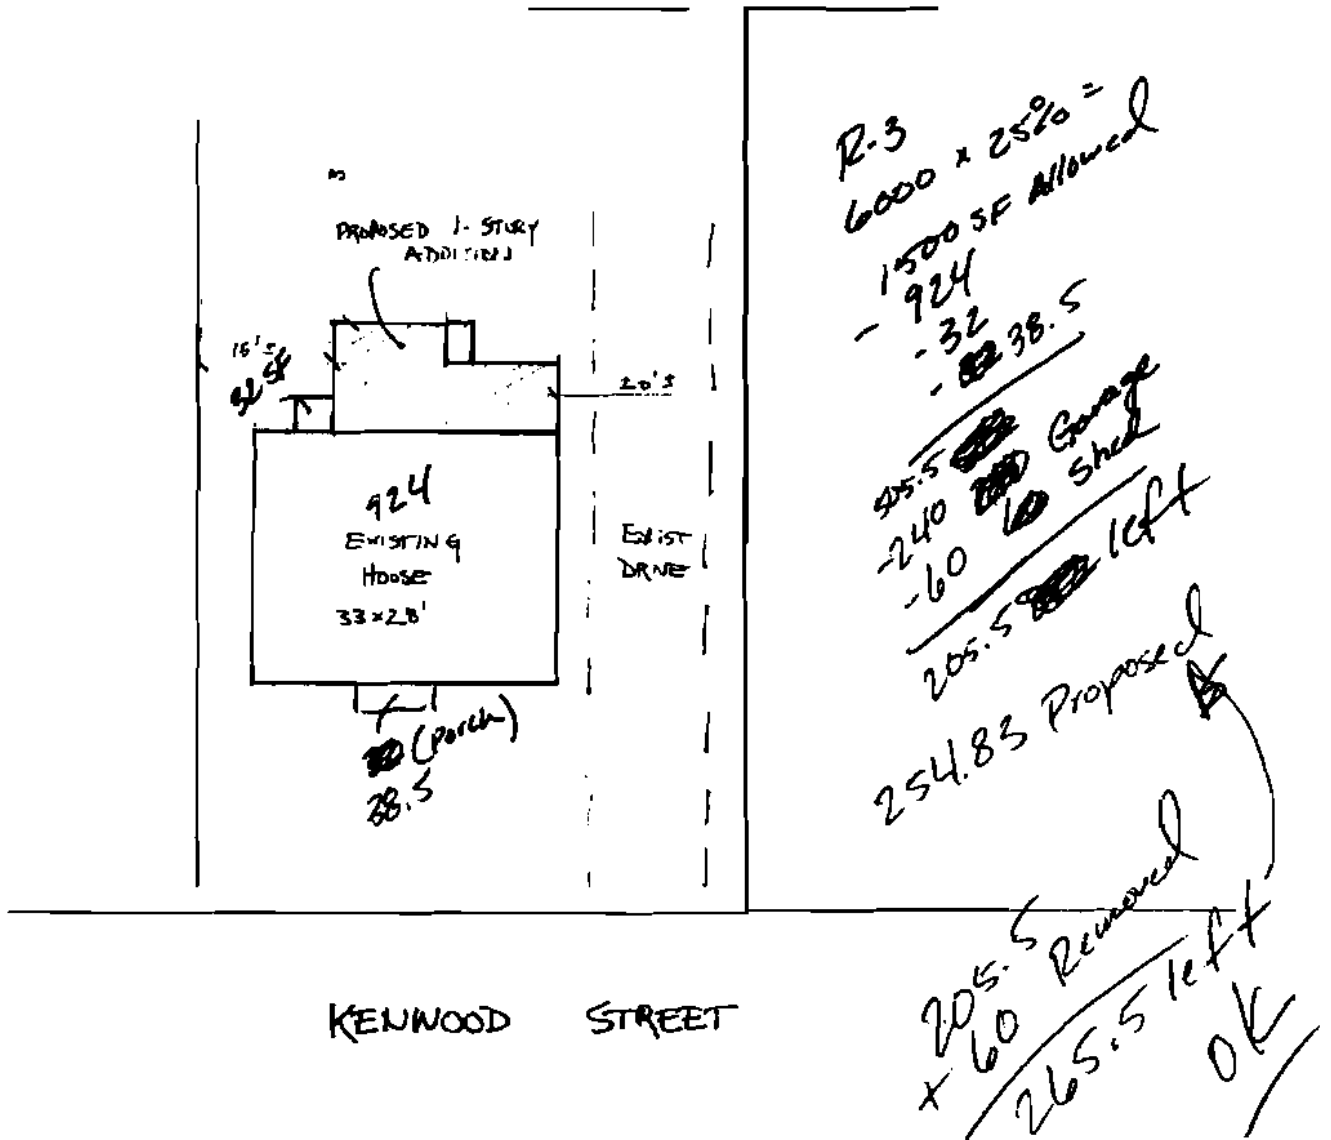 3
PROPOSED 1-STORY
ADDITION
15'±
32 SF
20'±
924
EXISTING
HOUSE
33×28'
EXIST
DRIVE
(Porch)
38.5
KENWOOD STREET
R-3
6000 x 25% =
1500 SF Allowed
- 924
- 32
- 38.5
505.5
-240 Garage
-60 Shed
205.5 left
254.83 Proposed
205.5
+ 60 Removed
265.5 left
OK